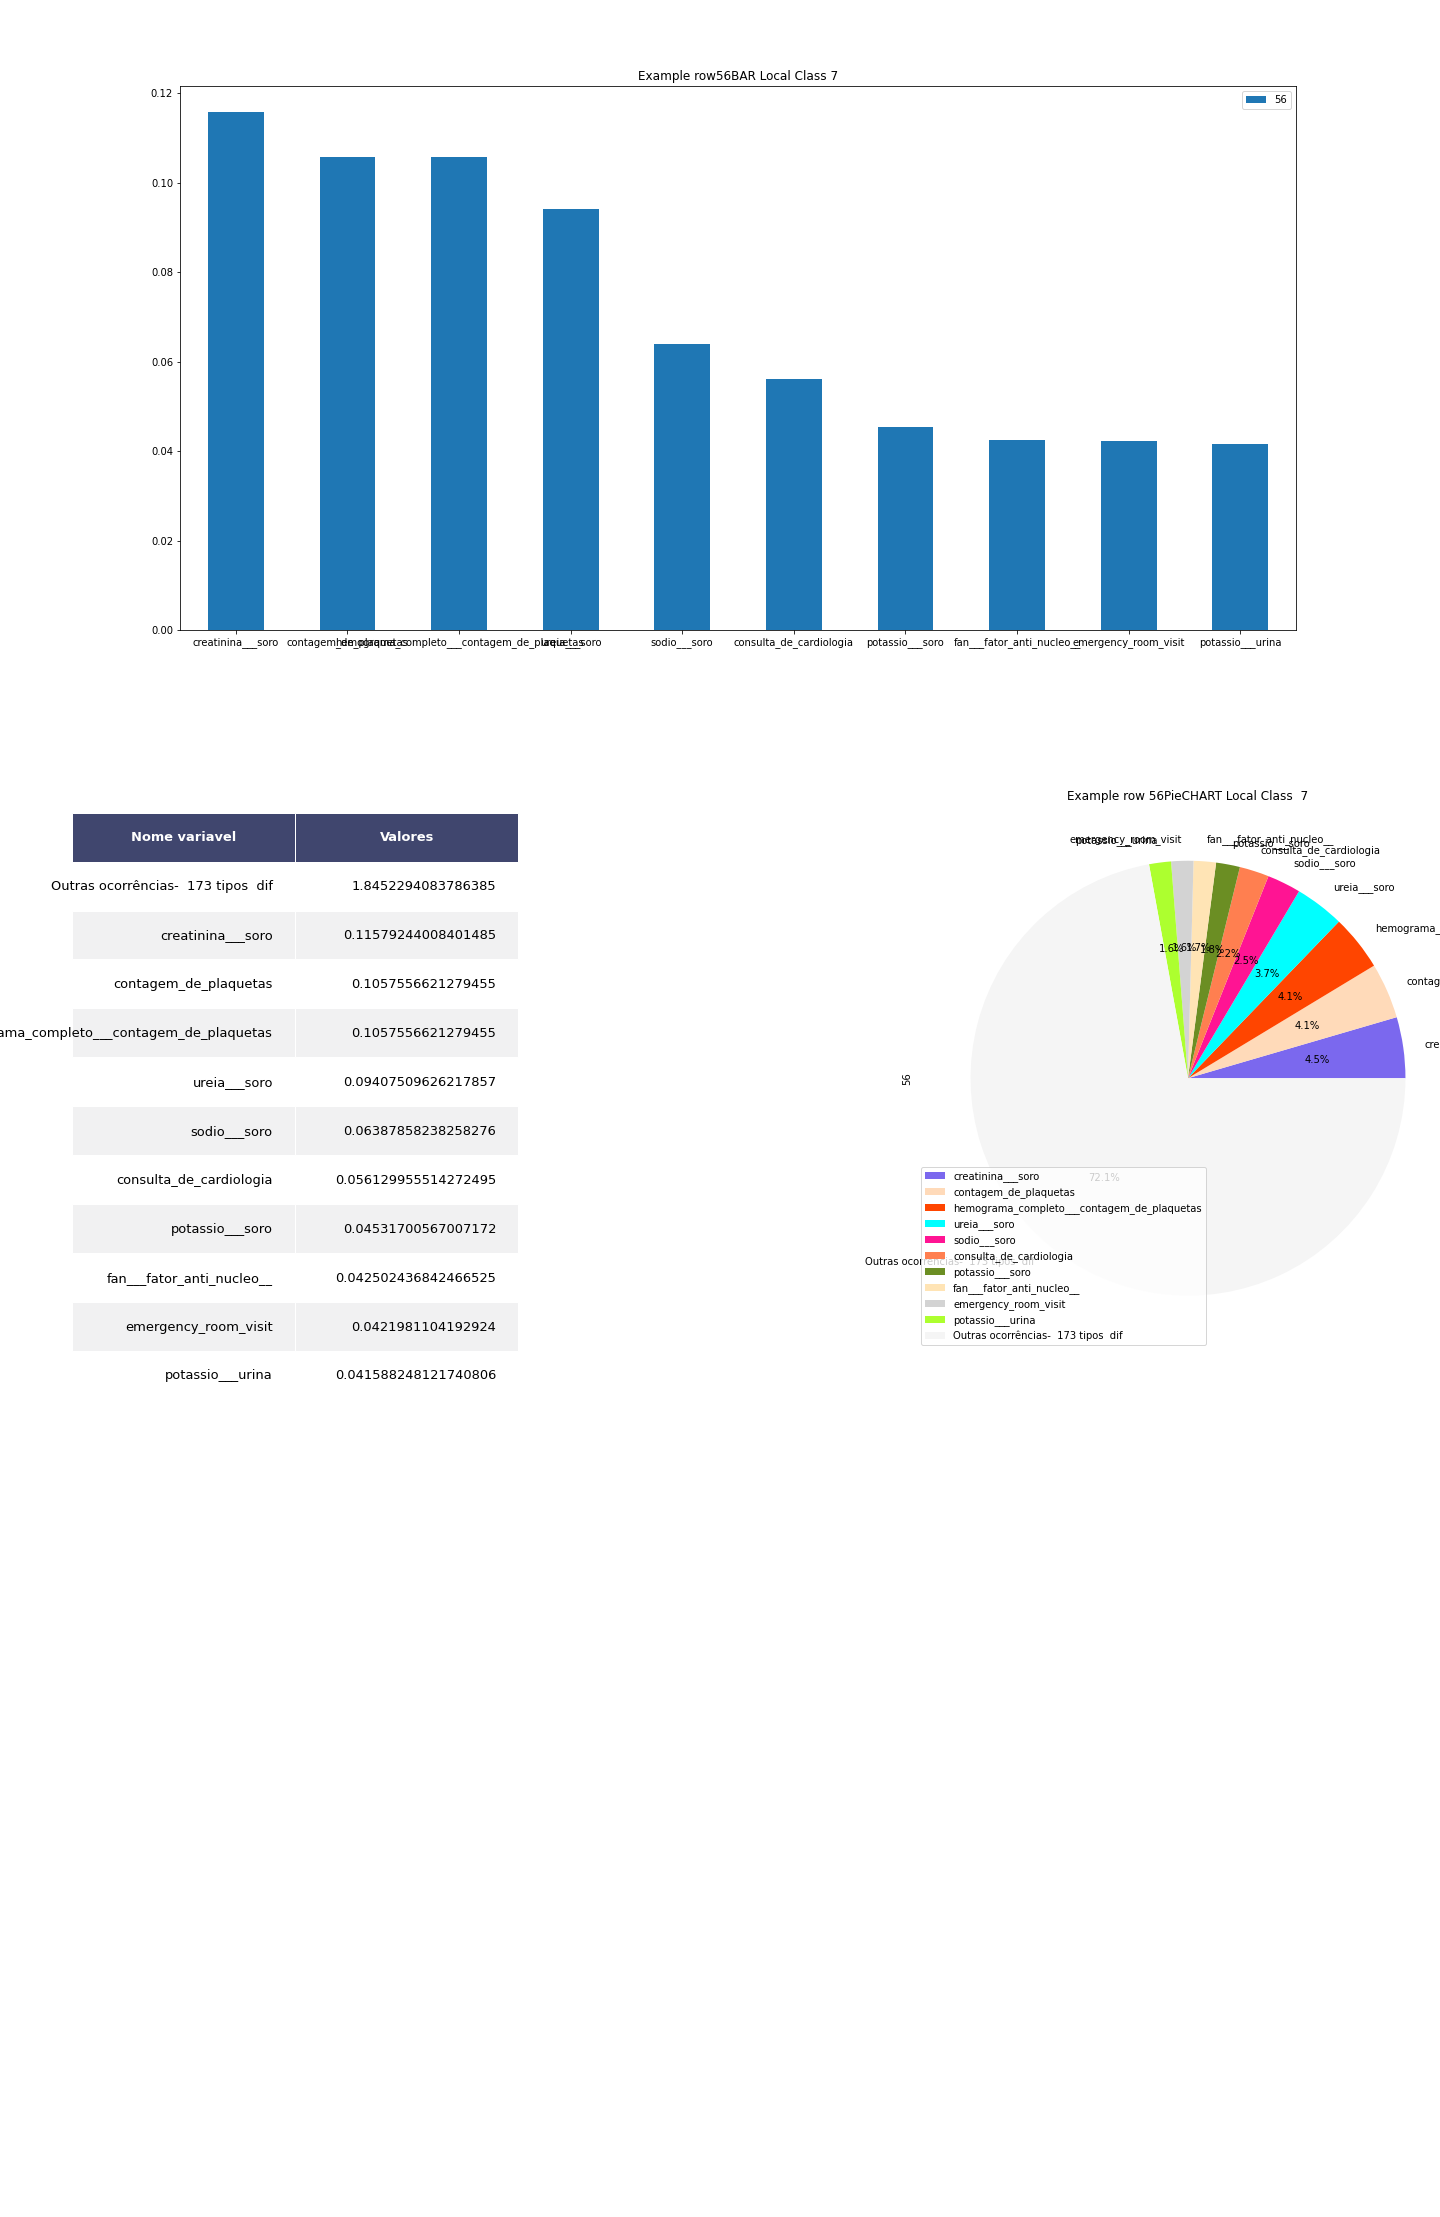 Example row56BAR Local Class 7
56
0.12
0.10
0.08
0.06
0.04
0.02
0.00
creatinina___soro
contagem_de_plaquetas
hemograma_completo___contagem_de_plaquetas
ureia___soro
sodio___soro
consulta_de_cardiologia
potassio___soro
fan___fator_anti_nucleo__
emergency_room_visit
potassio___urina
Nome variavel Valores
Outras ocorrências-  173 tipos  dif 1.8452294083786385
creatinina___soro 0.11579244008401485
contagem_de_plaquetas 0.1057556621279455
ama_completo___contagem_de_plaquetas 0.1057556621279455
ureia___soro 0.09407509626217857
sodio___soro 0.06387858238258276
consulta_de_cardiologia 0.056129955514272495
potassio___soro 0.04531700567007172
fan___fator_anti_nucleo__ 0.042502436842466525
emergency_room_visit 0.0421981104192924
potassio___urina 0.041588248121740806
Example row 56PieCHART Local Class  7
emergency_room_visit
potassio___urina
fan___fator_anti_nucleo__
potassio___soro
consulta_de_cardiologia
sodio___soro
ureia___soro
hemograma_
contag
cre
1.6%
1.6%
1.7%
1.8%
2.2%
2.5%
3.7%
4.1%
4.1%
4.5%
56
72.1%
Outras ocorrências-  173 tipos  dif
creatinina___soro
contagem_de_plaquetas
hemograma_completo___contagem_de_plaquetas
ureia___soro
sodio___soro
consulta_de_cardiologia
potassio___soro
fan___fator_anti_nucleo__
emergency_room_visit
potassio___urina
Outras ocorrências-  173 tipos  dif